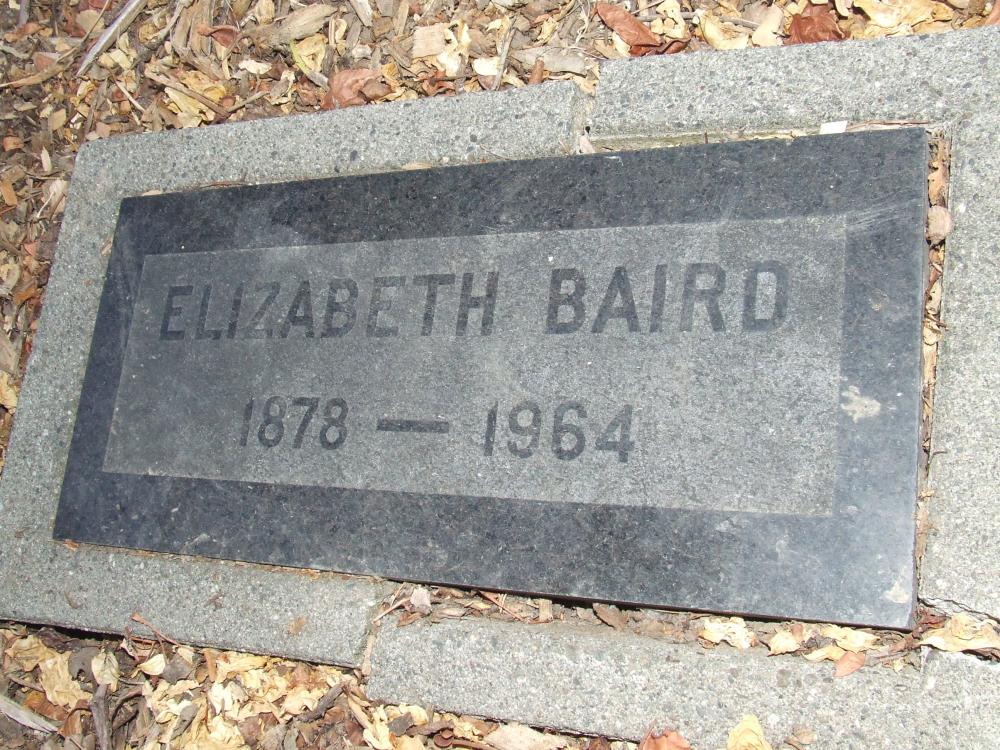 ELIZABETH BAIRD
1878 — 1964